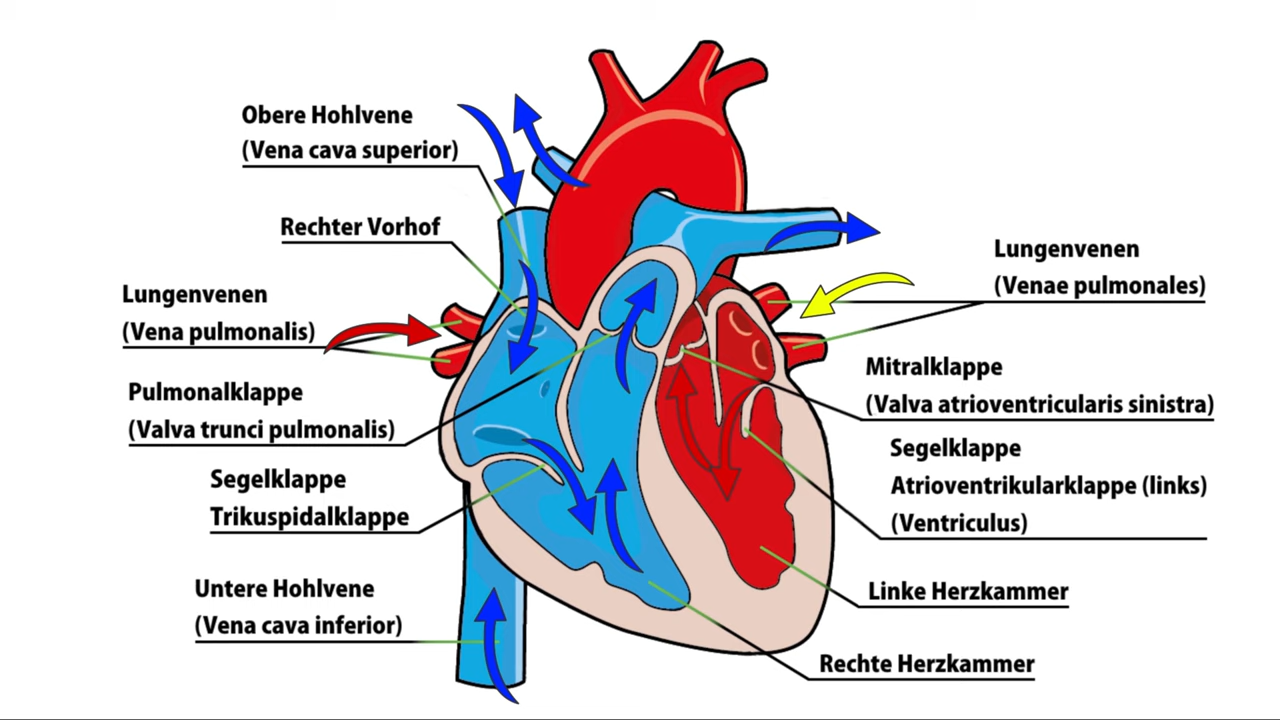 Obere Hohlvene
(Vena cava superior)
Rechter Vorhof
Lungenvenen
(Vena pulmonalis)
Pulmonalklappe
(Valva trunci pulmonalis)
Segelklappe
Trikuspidalklappe
Untere Hohlvene
(Vena cava inferior)
Lungenvenen
(Venae pulmonales)
Mitralklappe
(Valva atrioventricularis sinistra)
Segelklappe
Atrioventrikularklappe (links)
(Ventriculus)
Linke Herzkammer
Rechte Herzkammer